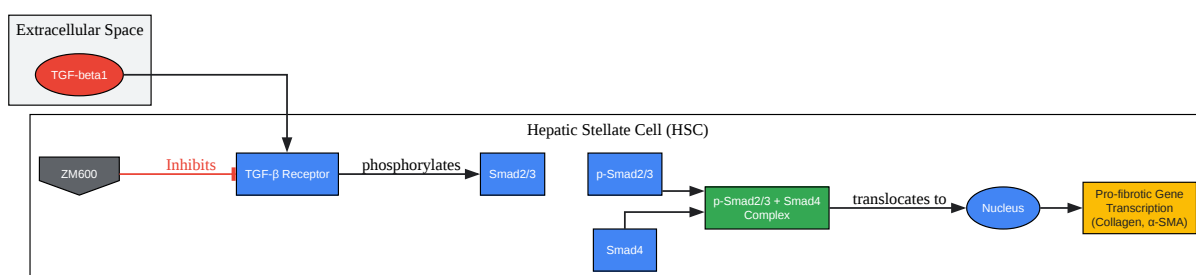 Extracellular Space
TGF-beta1
Hepatic Stellate Cell (HSC)
ZM600
Inhibits
TGF-β Receptor
phosphorylates
Smad2/3
p-Smad2/3
Smad4
p-Smad2/3 + Smad4
Complex
translocates to
Nucleus
Pro-fibrotic Gene
Transcription
(Collagen, α-SMA)